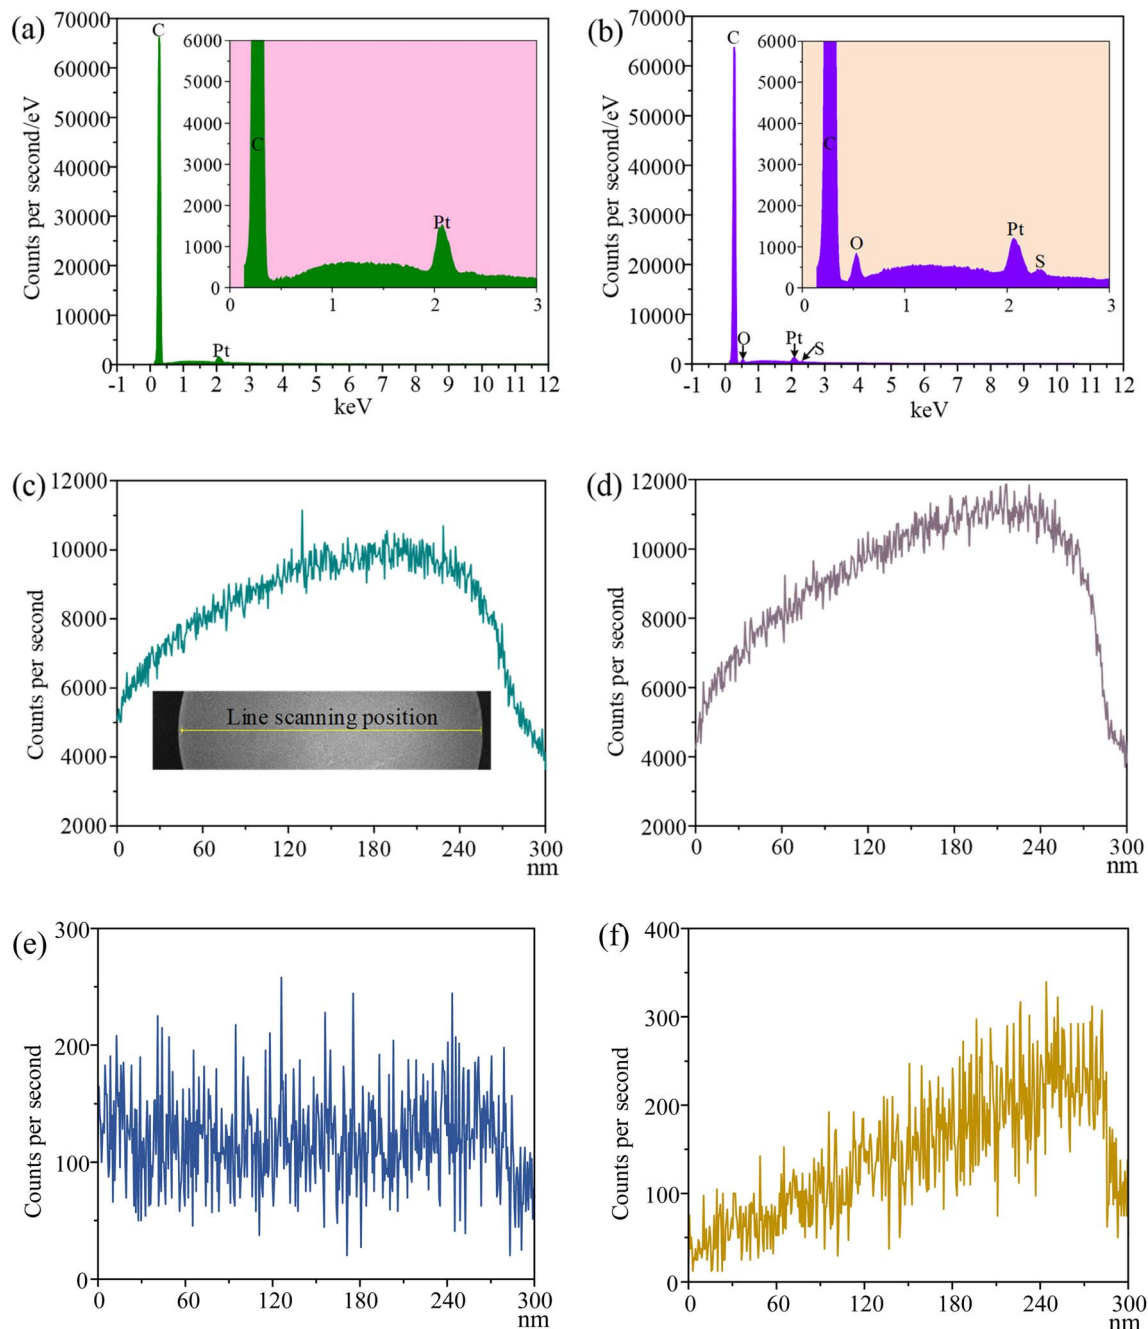 (a)
70000
60000
50000
40000
30000
20000
10000
0
Counts per second/eV
-1 0 1 2 3 4 5 6 7 8 9 10 11 12
keV
C
Pt
6000
5000
4000
3000
2000
1000
0
0 1 2 3
C
Pt
(b)
70000
60000
50000
40000
30000
20000
10000
0
Counts per second/eV
-1 0 1 2 3 4 5 6 7 8 9 10 11 12
keV
C
O
Pt
S
6000
5000
4000
3000
2000
1000
0
0 1 2 3
C
O
Pt
S
(c)
12000
10000
8000
6000
4000
2000
Counts per second
Line scanning position
0 60 120 180 240 300
nm
(d)
12000
10000
8000
6000
4000
2000
Counts per second
0 60 120 180 240 300
nm
(e)
300
200
100
0
Counts per second
0 60 120 180 240 300
nm
(f)
400
300
200
100
0
Counts per second
0 60 120 180 240 300
nm